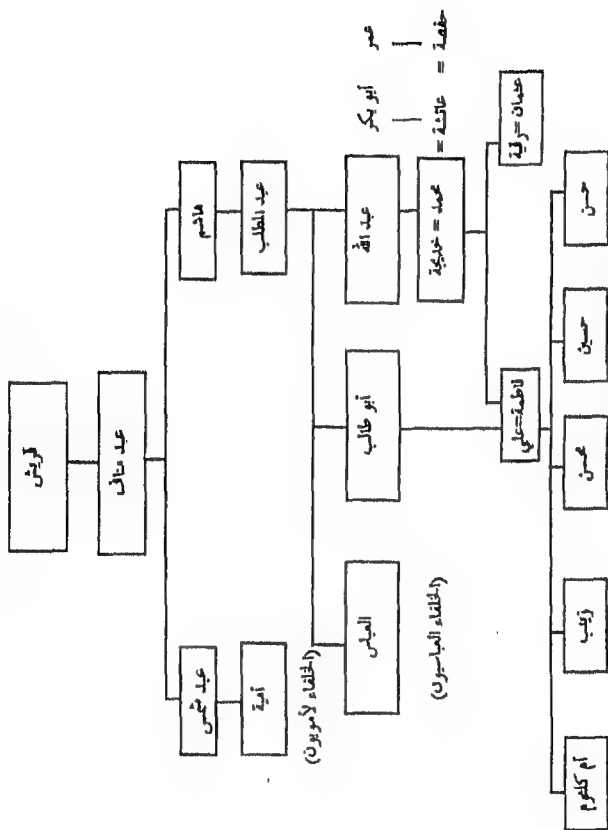 قريش
عبد مناف
هاشم
عبد شمس
عبد المطلب
أمية
(الخلفاء لأمويون)
عبد الله
أبو طالب
العباس
(الخلفاء العباسيون)
أبو بكر
عمر
محمد = خديجة
= عائشة
= حفصة
عثمان = رقية
فاطمة = علي
حسن
حسين
محسن
زينب
أم كلثوم